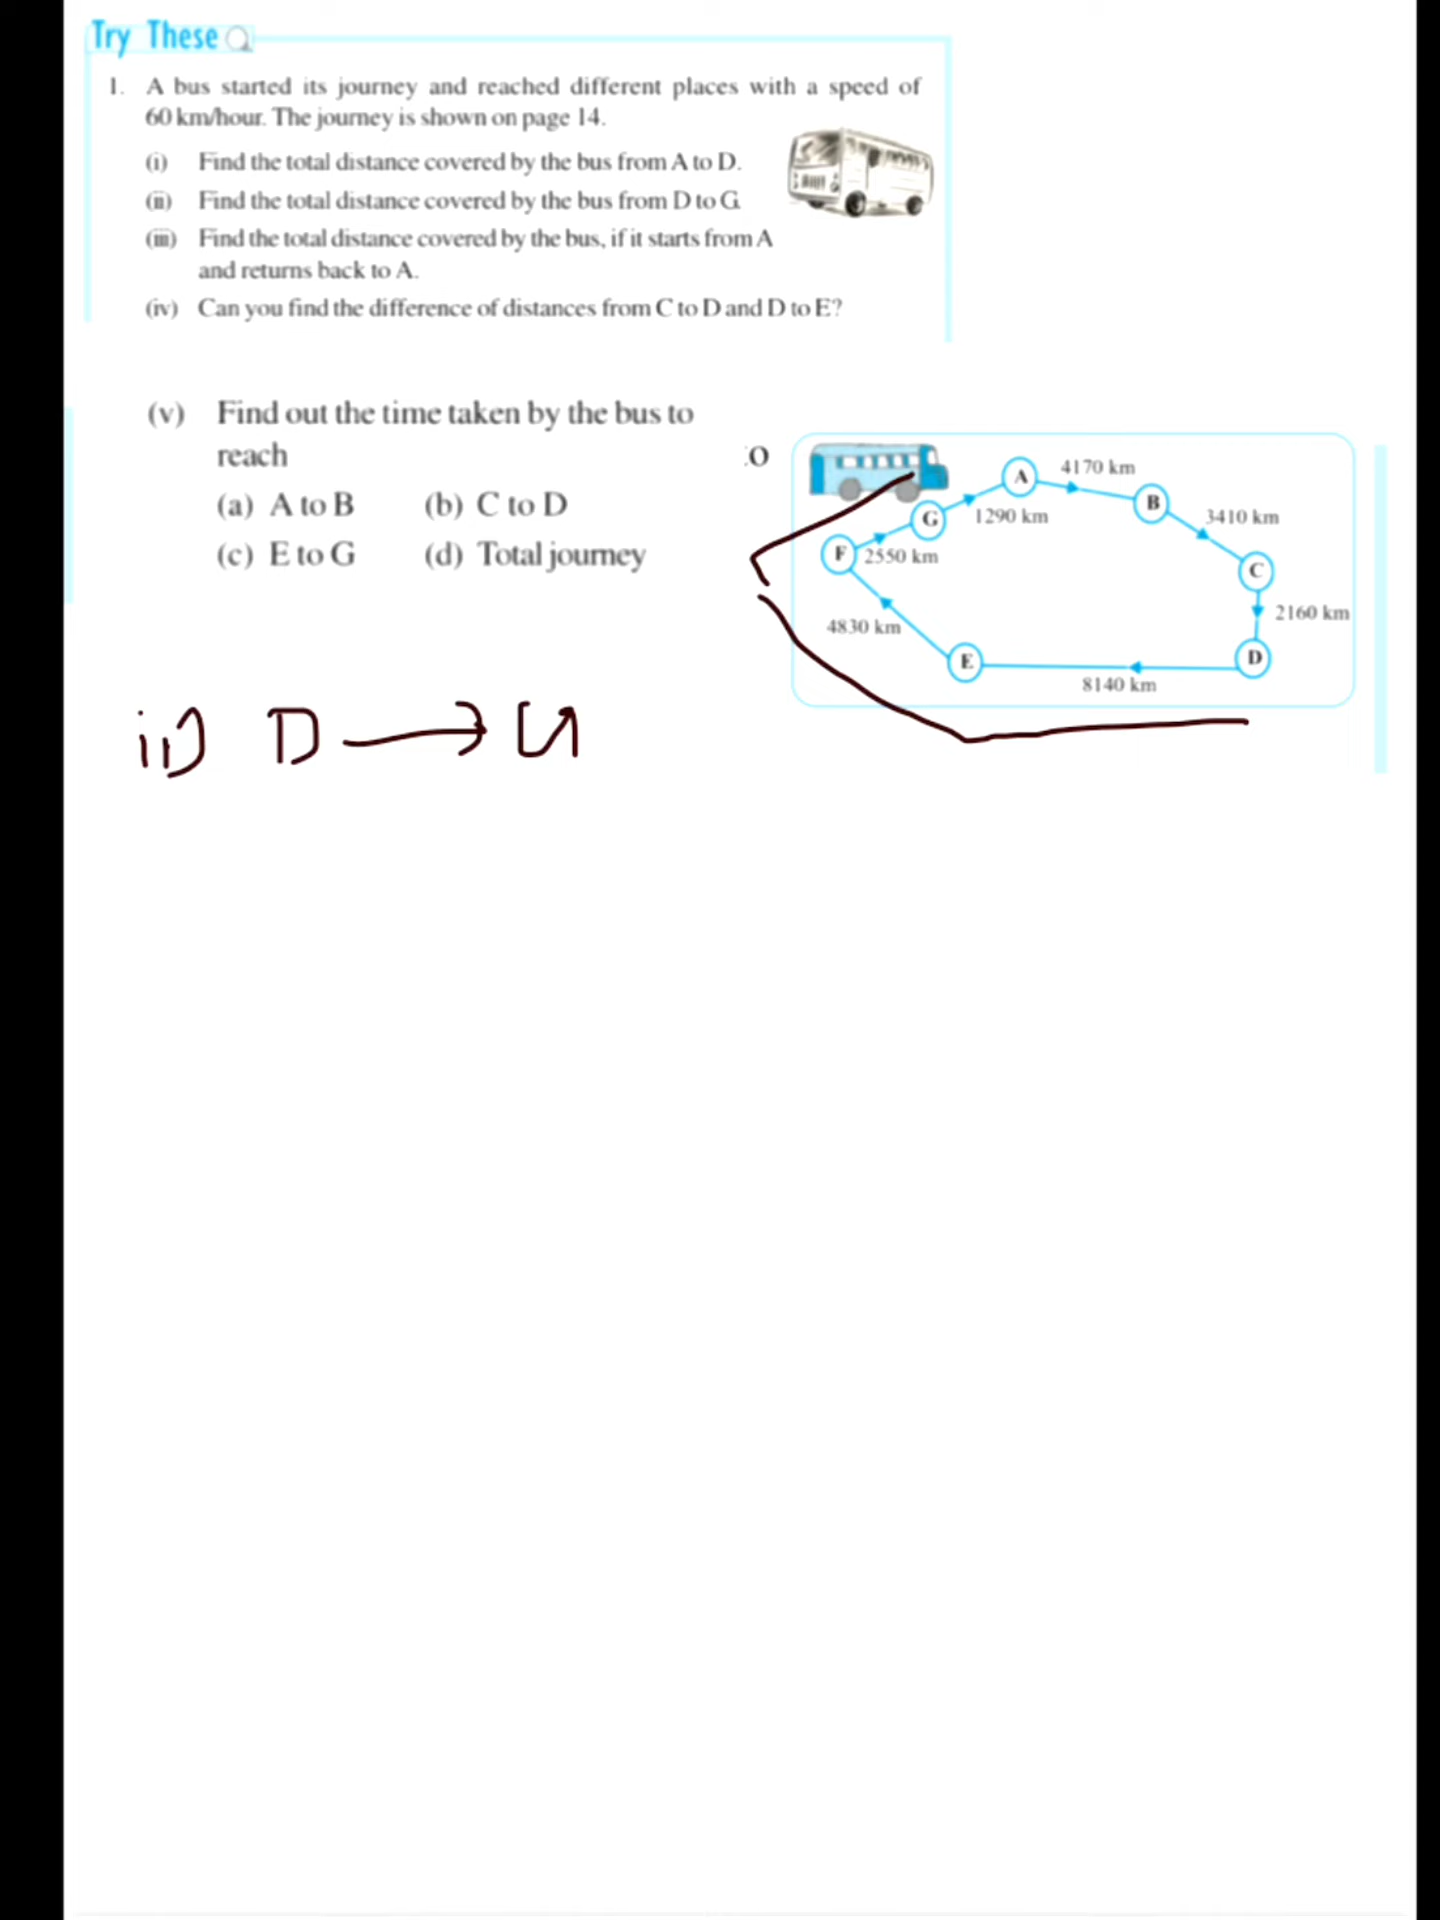 Try These
1. A bus started its journey and reached different places with a speed of
60 km/hour. The journey is shown on page 14.
(i) Find the total distance covered by the bus from A to D.
(ii) Find the total distance covered by the bus from D to G.
(iii) Find the total distance covered by the bus, if it starts from A
and returns back to A.
(iv) Can you find the difference of distances from C to D and D to E?
(v) Find out the time taken by the bus to
reach
(a) A to B (b) C to D
(c) E to G (d) Total journey
O
A 4170 km
B
G 1290 km
3410 km
F 2550 km
C
2160 km
4830 km
E
D
8140 km
ii) D → G